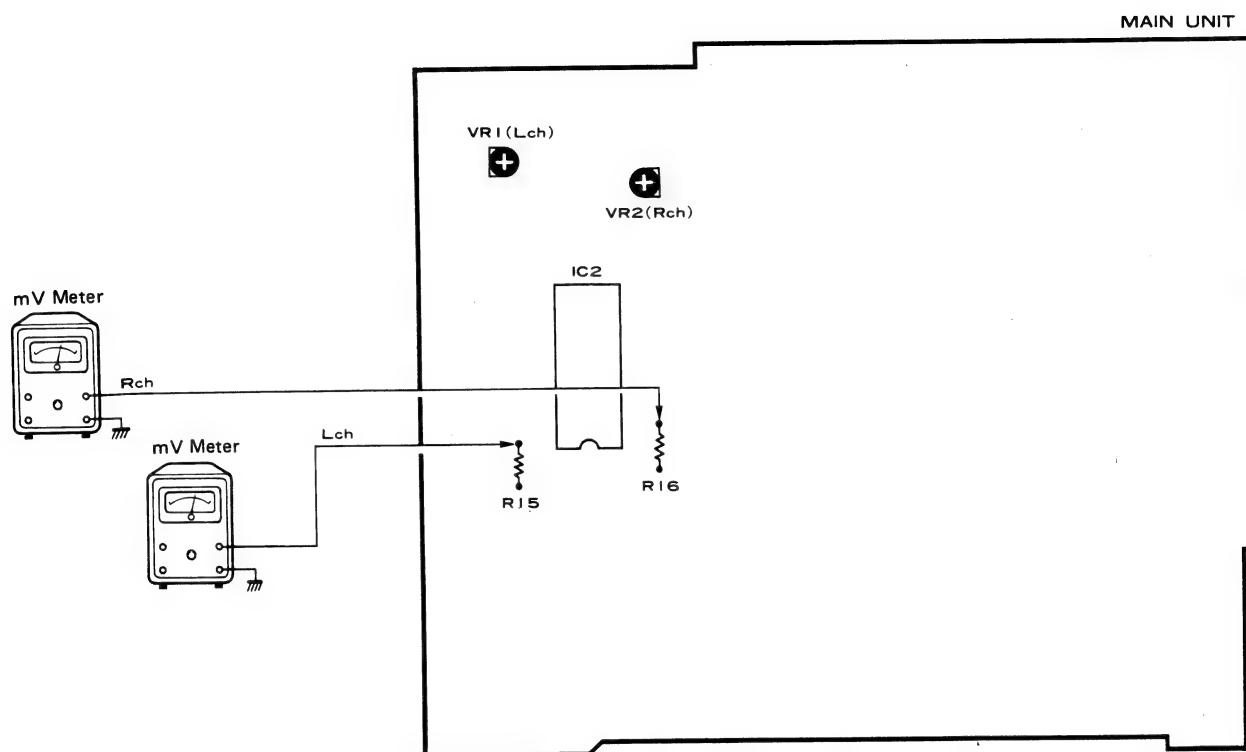 MAIN UNIT
VR1(Lch)
VR2(Rch)
IC2
mV Meter
Rch
Lch
mV Meter
R15
R16